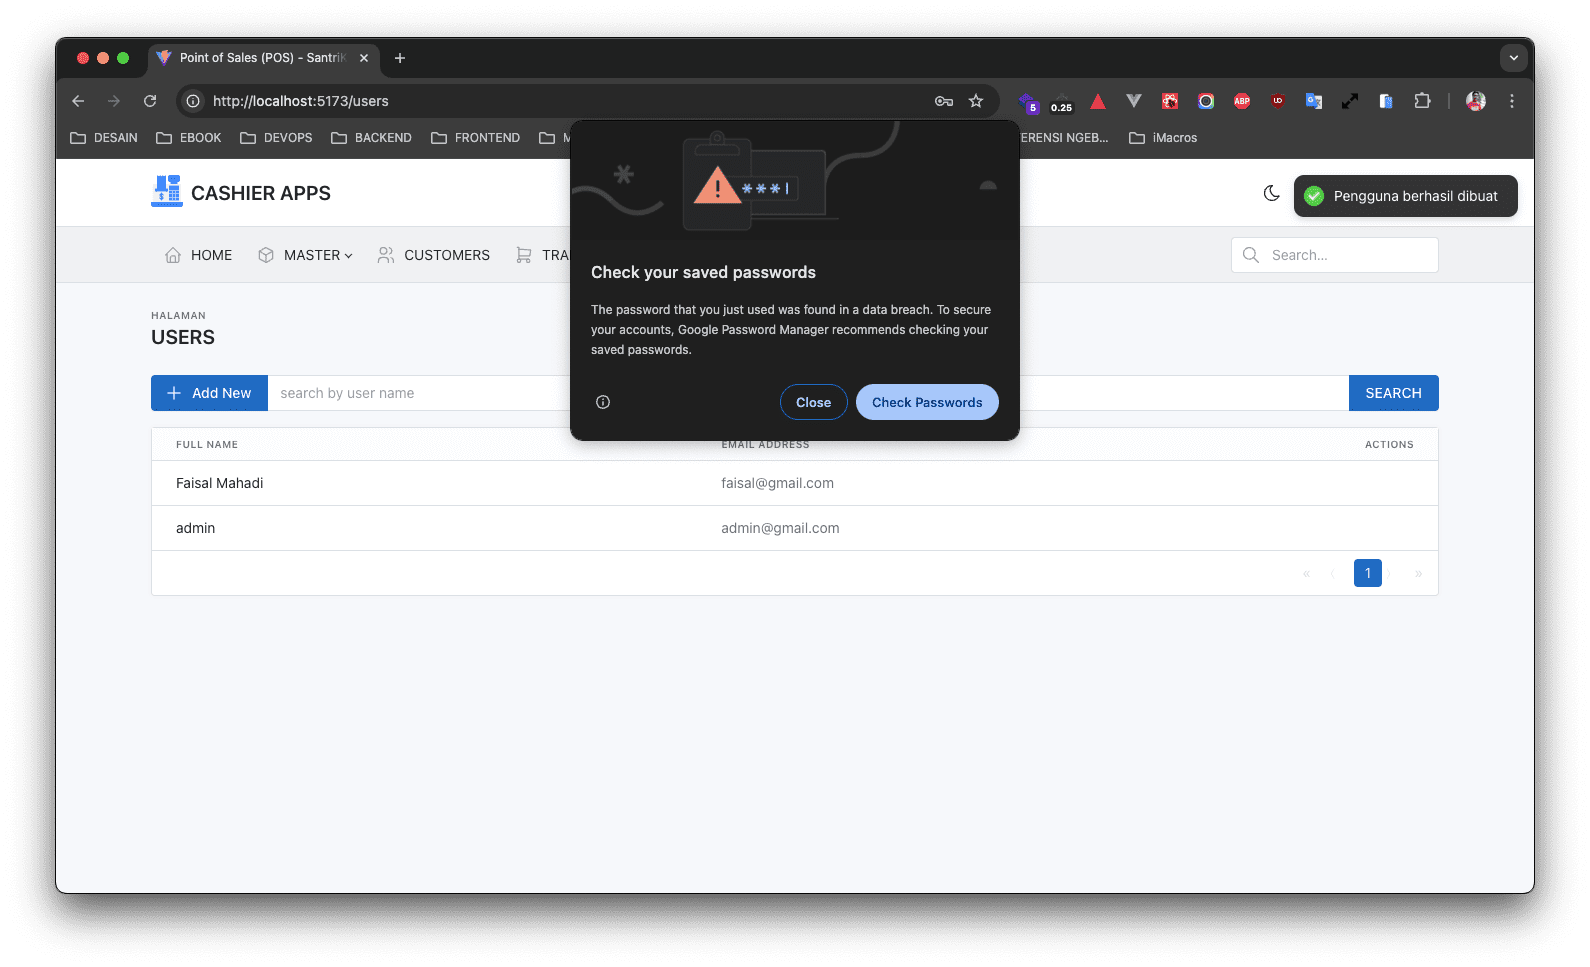 Point of Sales (POS) - SantriK
http://localhost:5173/users
5
0.25
ABP
UD
DESAIN
EBOOK
DEVOPS
BACKEND
FRONTEND
M
ERENSI NGEB...
iMacros
CASHIER APPS
Pengguna berhasil dibuat
HOME
MASTER
CUSTOMERS
TRA
Search...
***|
Check your saved passwords
The password that you just used was found in a data breach. To secure
your accounts, Google Password Manager recommends checking your
saved passwords.
Close
Check Passwords
HALAMAN
USERS
Add New
search by user name
SEARCH
FULL NAME
EMAIL ADDRESS
ACTIONS
Faisal Mahadi
faisal@gmail.com
admin
admin@gmail.com
« ‹ 1 »